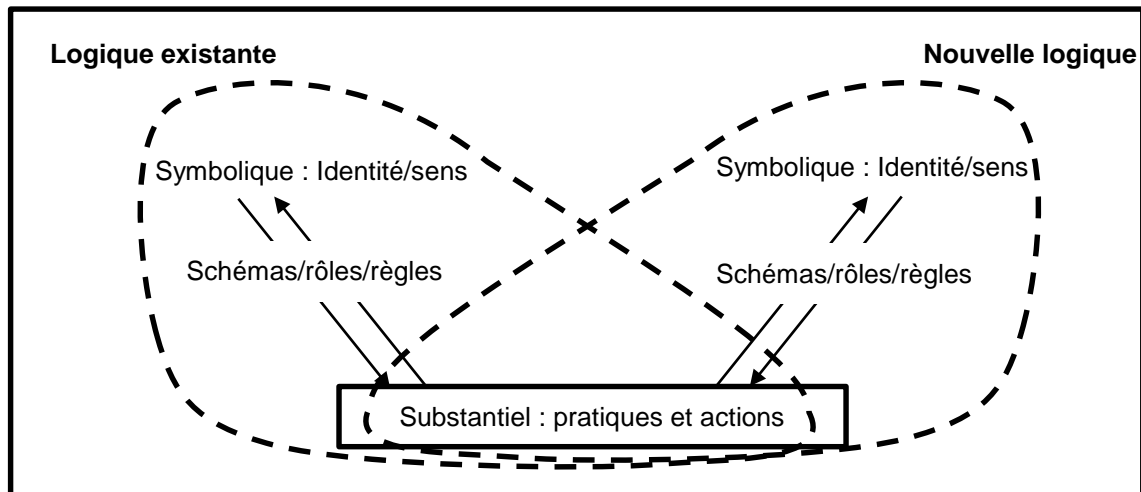 Logique existante
Nouvelle logique
Symbolique : Identité/sens
Symbolique : Identité/sens
Schémas/rôles/règles
Schémas/rôles/règles
Substantiel : pratiques et actions